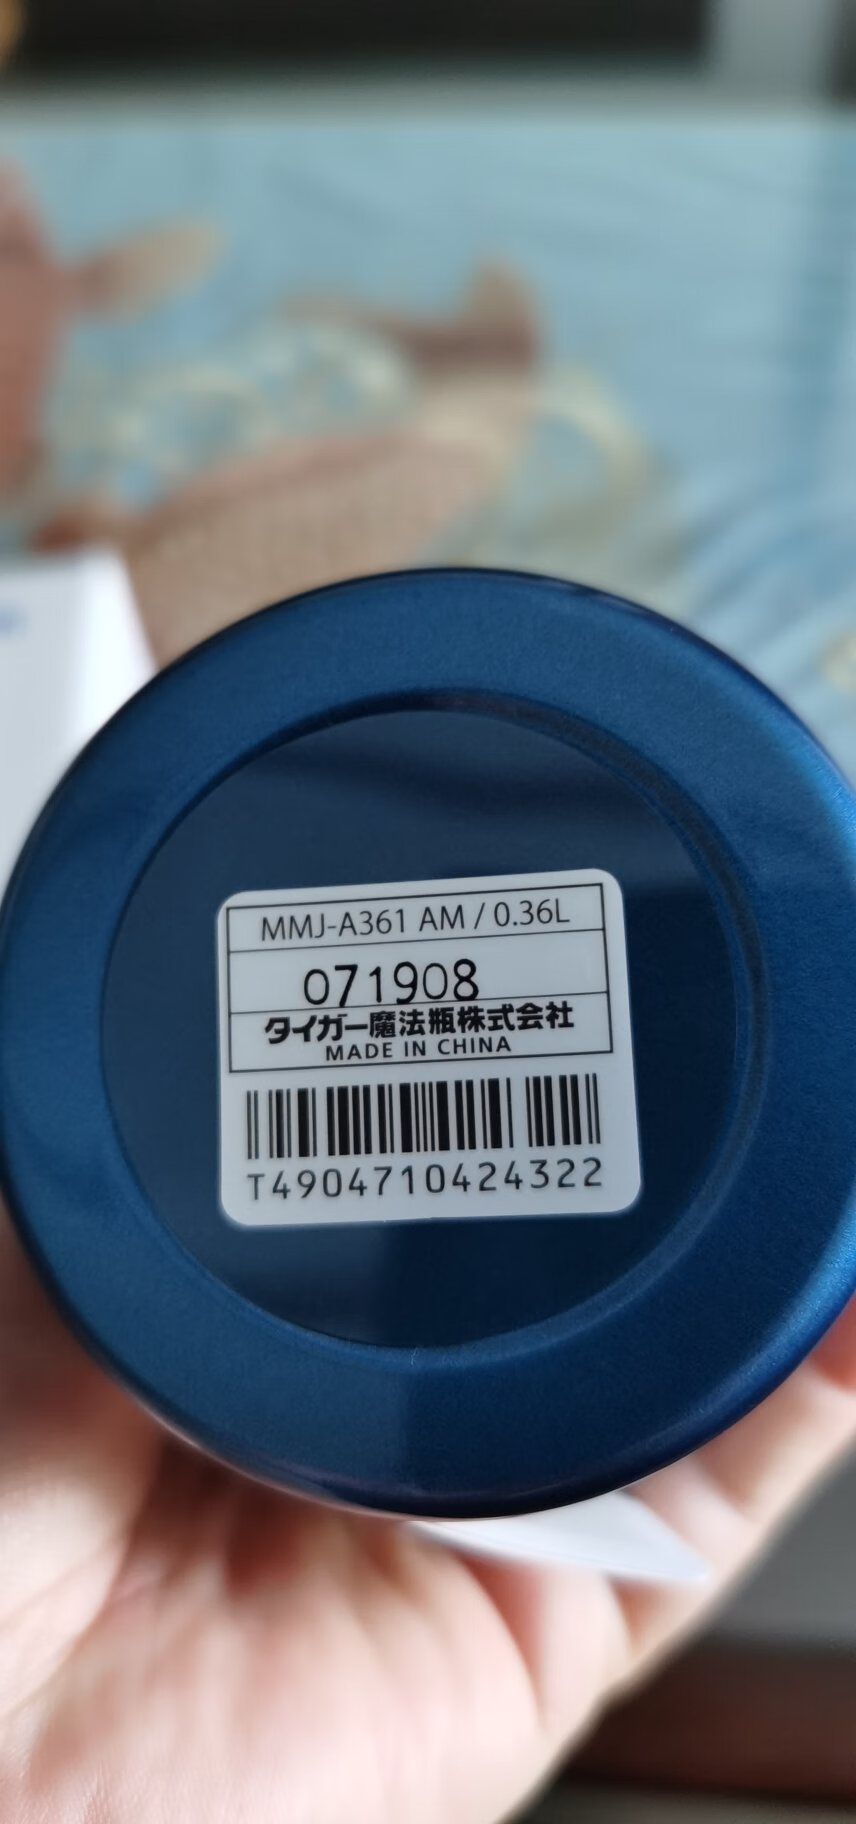 MMJ-A361 AM / 0.36L
071908
タイガー魔法瓶株式会社
MADE IN CHINA
T4904710424322